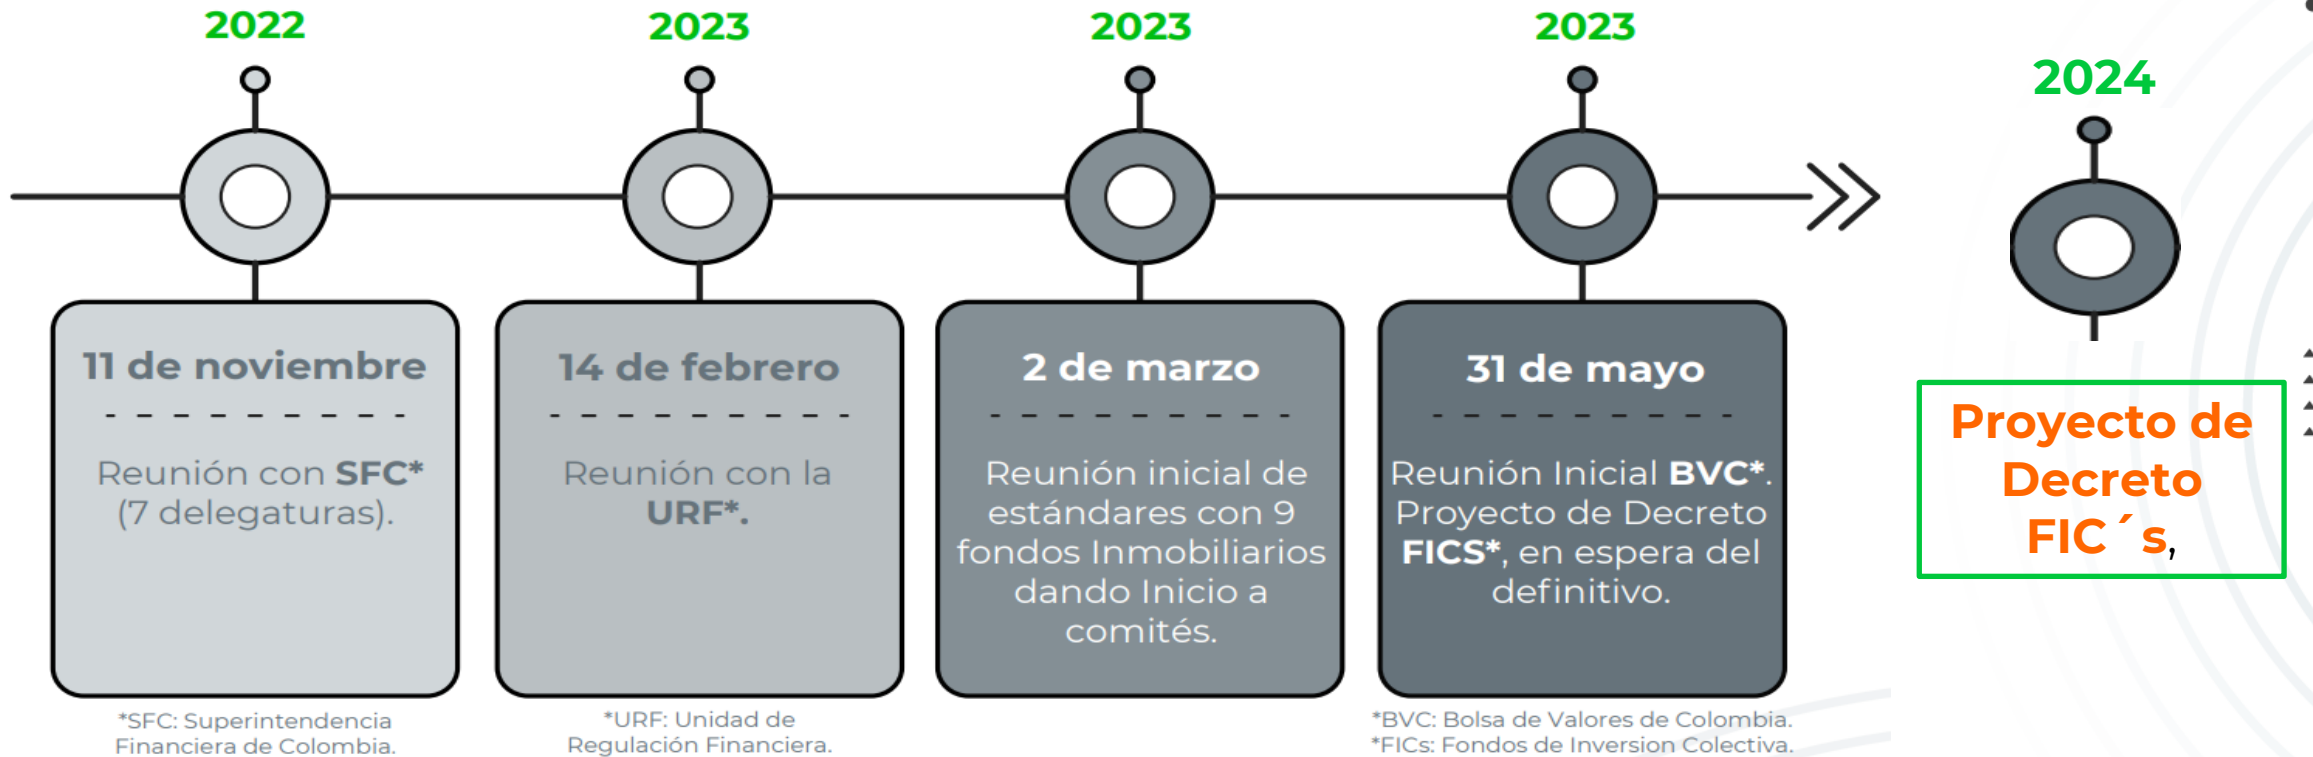 2022
11 de noviembre
Reunión con SFC*
(7 delegaturas).
*SFC: Superintendencia
Financiera de Colombia.
2023
14 de febrero
Reunión con la
URF*.
*URF: Unidad de
Regulación Financiera.
2023
2 de marzo
Reunión inicial de
estándares con 9
fondos Inmobiliarios
dando Inicio a
comités.
2023
31 de mayo
Reunión Inicial BVC*.
Proyecto de Decreto
FICS*, en espera del
definitivo.
*BVC: Bolsa de Valores de Colombia.
*FICs: Fondos de Inversion Colectiva.
2024
Proyecto de
Decreto
FIC´s,